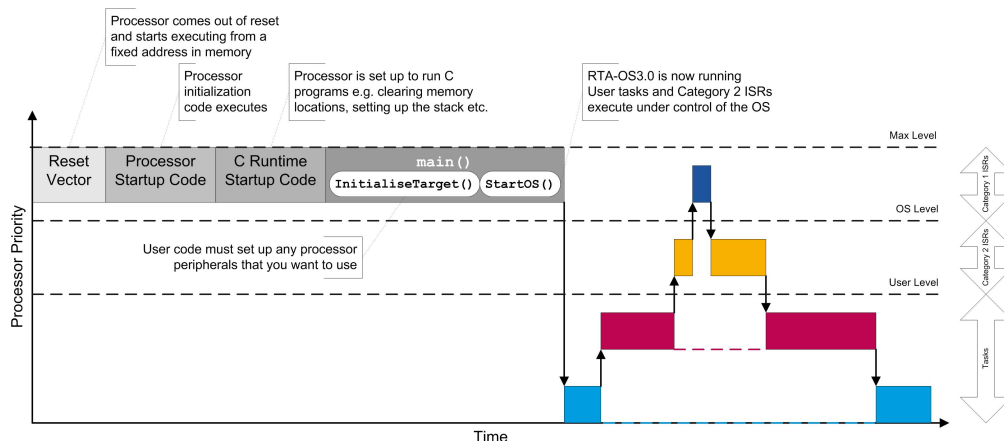 Processor comes out of reset
and starts executing from a
fixed address in memory
Processor
initialization
code executes
Processor is set up to run C
programs e.g. clearing memory
locations, setting up the stack etc.
RTA-OS3.0 is now running
User tasks and Category 2 ISRs
execute under control of the OS
Max Level
Reset
Vector
Processor
Startup Code
C Runtime
Startup Code
main()
InitialiseTarget()
StartOS()
Category 1 ISRs
OS Level
User code must set up any processor
peripherals that you want to use
Category 2 ISRs
User Level
Processor Priority
Tasks
Time